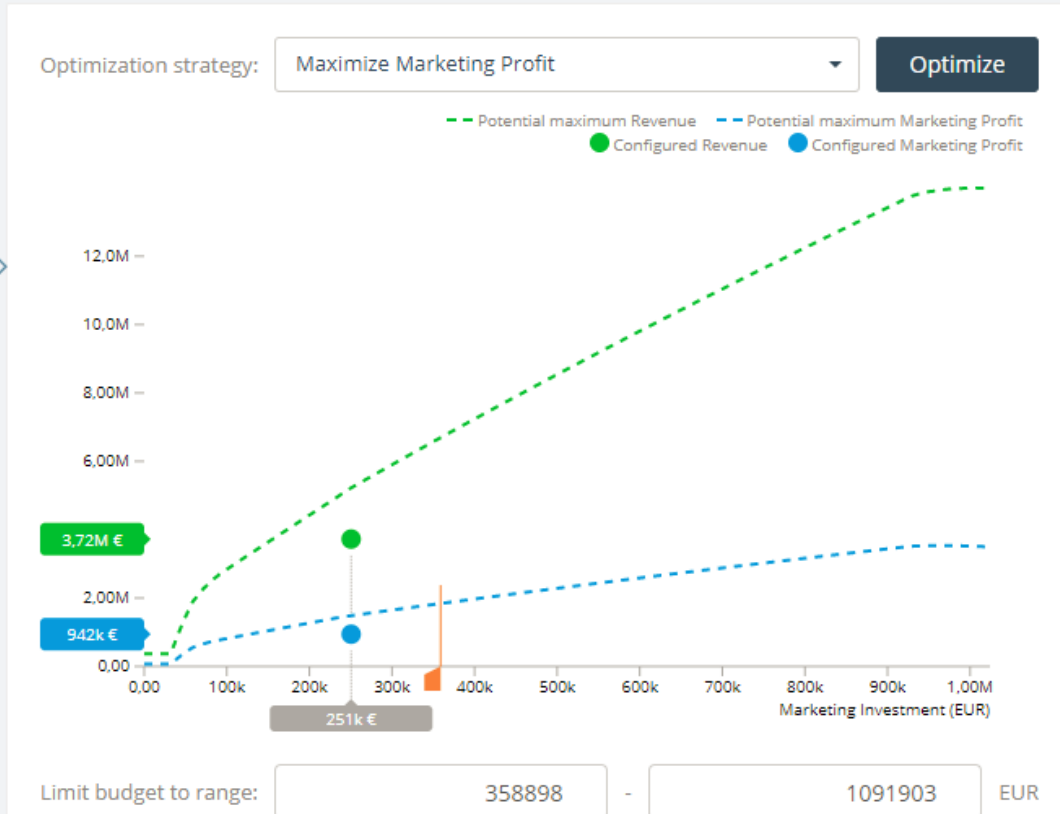 Optimization strategy: Maximize Marketing Profit Optimize
Potential maximum Revenue Potential maximum Marketing Profit
Configured Revenue Configured Marketing Profit
12,0M
10,0M
8,00M
6,00M
3,72M €
2,00M
942k €
0,00
0,00 100k 200k 300k 400k 500k 600k 700k 800k 900k 1,00M
Marketing Investment (EUR)
251k €
Limit budget to range: 358898 - 1091903 EUR